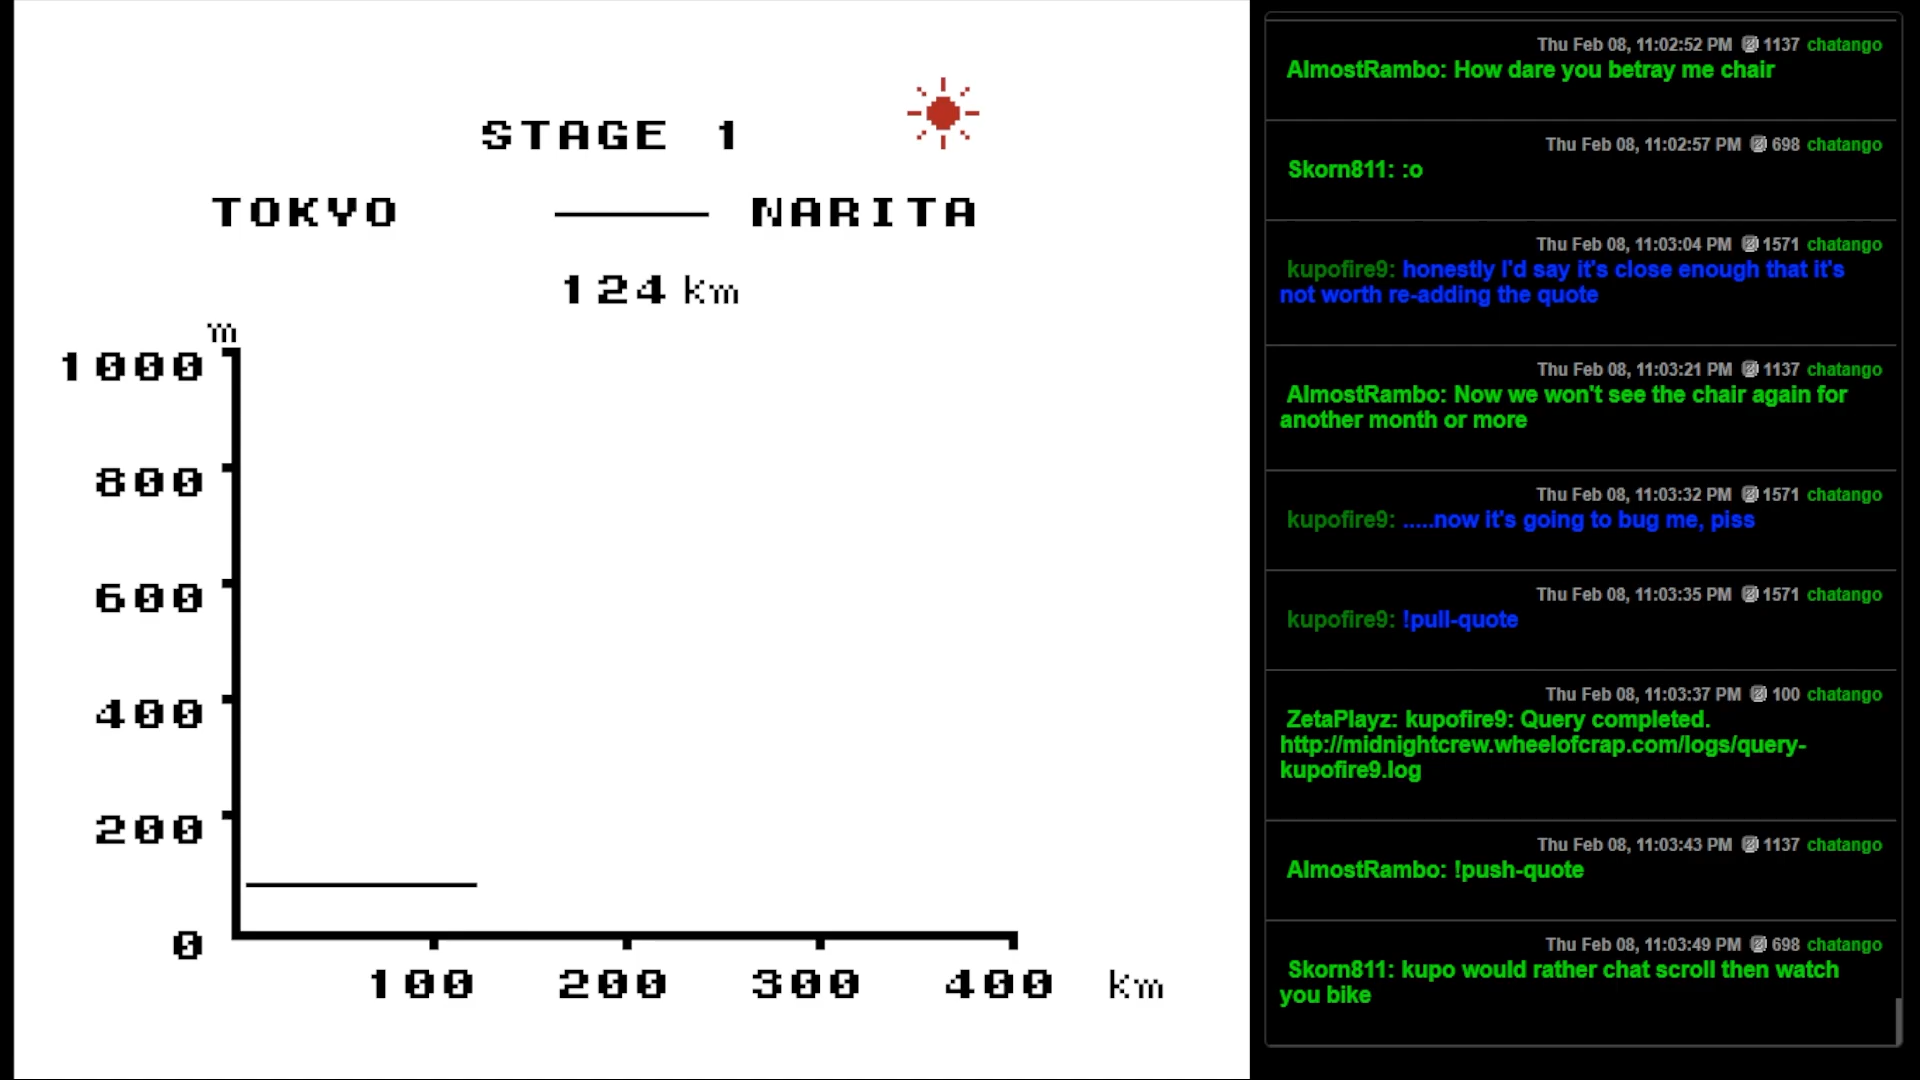 STAGE 1
TOKYO — NARITA
124 km
m
1000
800
600
400
200
0
100 200 300 400 km
Thu Feb 08, 11:02:52 PM 1137 chatango
AlmostRambo: How dare you betray me chair
Thu Feb 08, 11:02:57 PM 698 chatango
Skorn811: :o
Thu Feb 08, 11:03:04 PM 1571 chatango
kupofire9: honestly I'd say it's close enough that it's
not worth re-adding the quote
Thu Feb 08, 11:03:21 PM 1137 chatango
AlmostRambo: Now we won't see the chair again for
another month or more
Thu Feb 08, 11:03:32 PM 1571 chatango
kupofire9: .....now it's going to bug me, piss
Thu Feb 08, 11:03:35 PM 1571 chatango
kupofire9: !pull-quote
Thu Feb 08, 11:03:37 PM 100 chatango
ZetaPlayz: kupofire9: Query completed.
http://midnightcrew.wheelofcrap.com/logs/query-
kupofire9.log
Thu Feb 08, 11:03:43 PM 1137 chatango
AlmostRambo: !push-quote
Thu Feb 08, 11:03:49 PM 698 chatango
Skorn811: kupo would rather chat scroll then watch
you bike